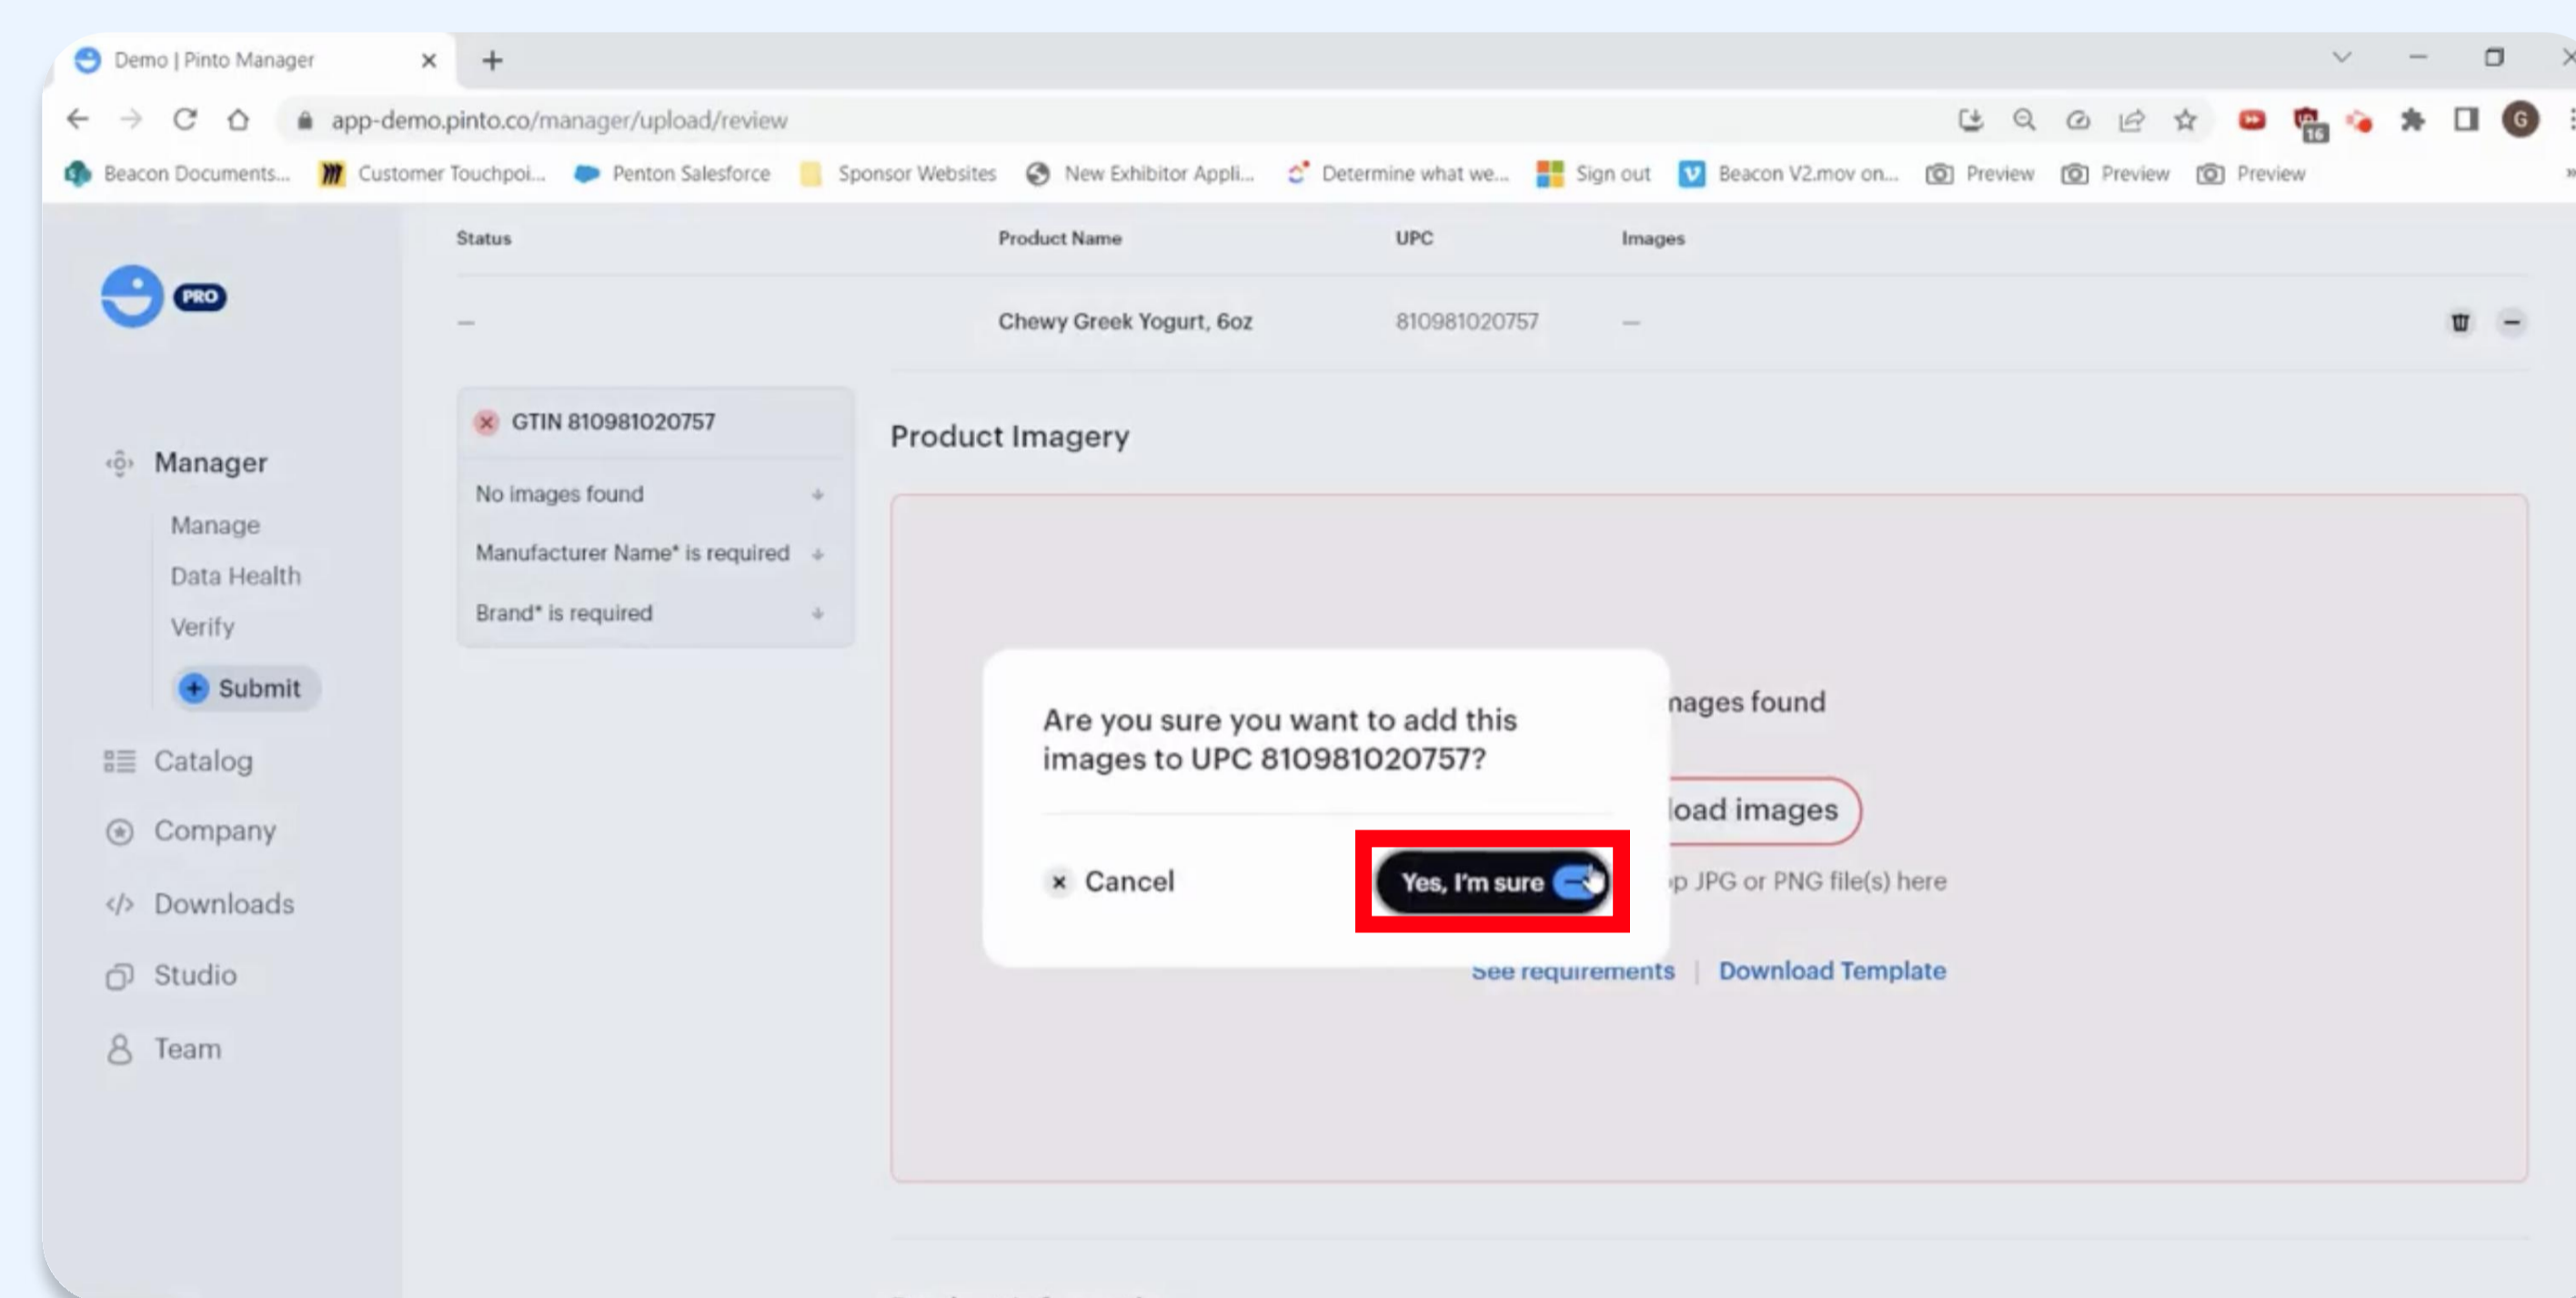 Demo | Pinto Manager
app-demo.pinto.co/manager/upload/review
16
G
Beacon Documents... Customer Touchpoi... Penton Salesforce Sponsor Websites New Exhibitor Appli... Determine what we... Sign out Beacon V2.mov on... Preview Preview Preview
PRO
Manager
Manage
Data Health
Verify
Submit
Catalog
Company
Downloads
Studio
Team
Status Product Name UPC Images
— Chewy Greek Yogurt, 6oz 810981020757 —
GTIN 810981020757
No images found
Manufacturer Name* is required
Brand* is required
Product Imagery
Are you sure you want to add this
images to UPC 810981020757?
Cancel
Yes, I'm sure
mages found
load images
op JPG or PNG file(s) here
See requirements | Download Template